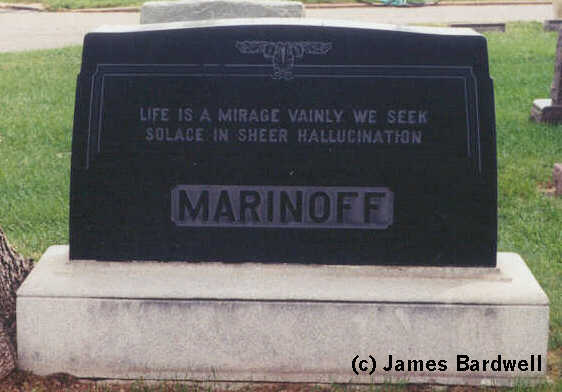 LIFE IS A MIRAGE VAINLY WE SEEK
SOLACE IN SHEER HALLUCINATION
MARINOFF
(c) James Bardwell